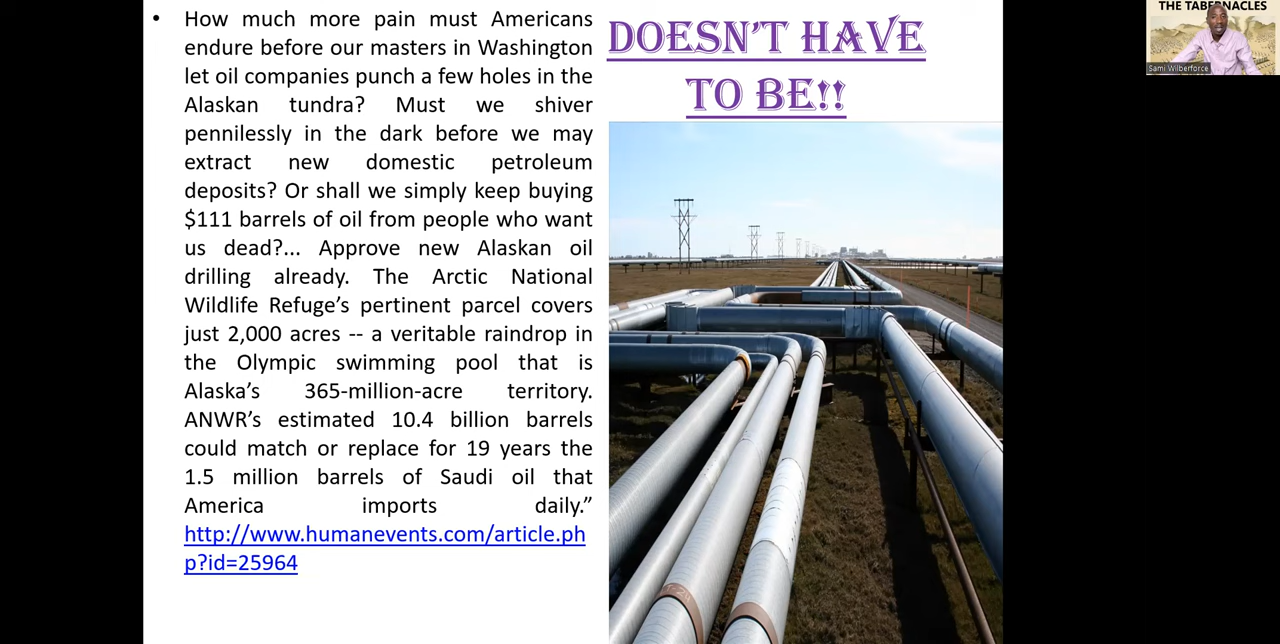 • How much more pain must Americans
endure before our masters in Washington
let oil companies punch a few holes in the
Alaskan tundra? Must we shiver
pennilessly in the dark before we may
extract new domestic petroleum
deposits? Or shall we simply keep buying
$111 barrels of oil from people who want
us dead?... Approve new Alaskan oil
drilling already. The Arctic National
Wildlife Refuge’s pertinent parcel covers
just 2,000 acres -- a veritable raindrop in
the Olympic swimming pool that is
Alaska’s 365-million-acre territory.
ANWR’s estimated 10.4 billion barrels
could match or replace for 19 years the
1.5 million barrels of Saudi oil that
America imports daily.”
http://www.humanevents.com/article.ph
p?id=25964
DOESN’T HAVE
TO BE!!
THE TABERNACLES
Sami Wilberforce